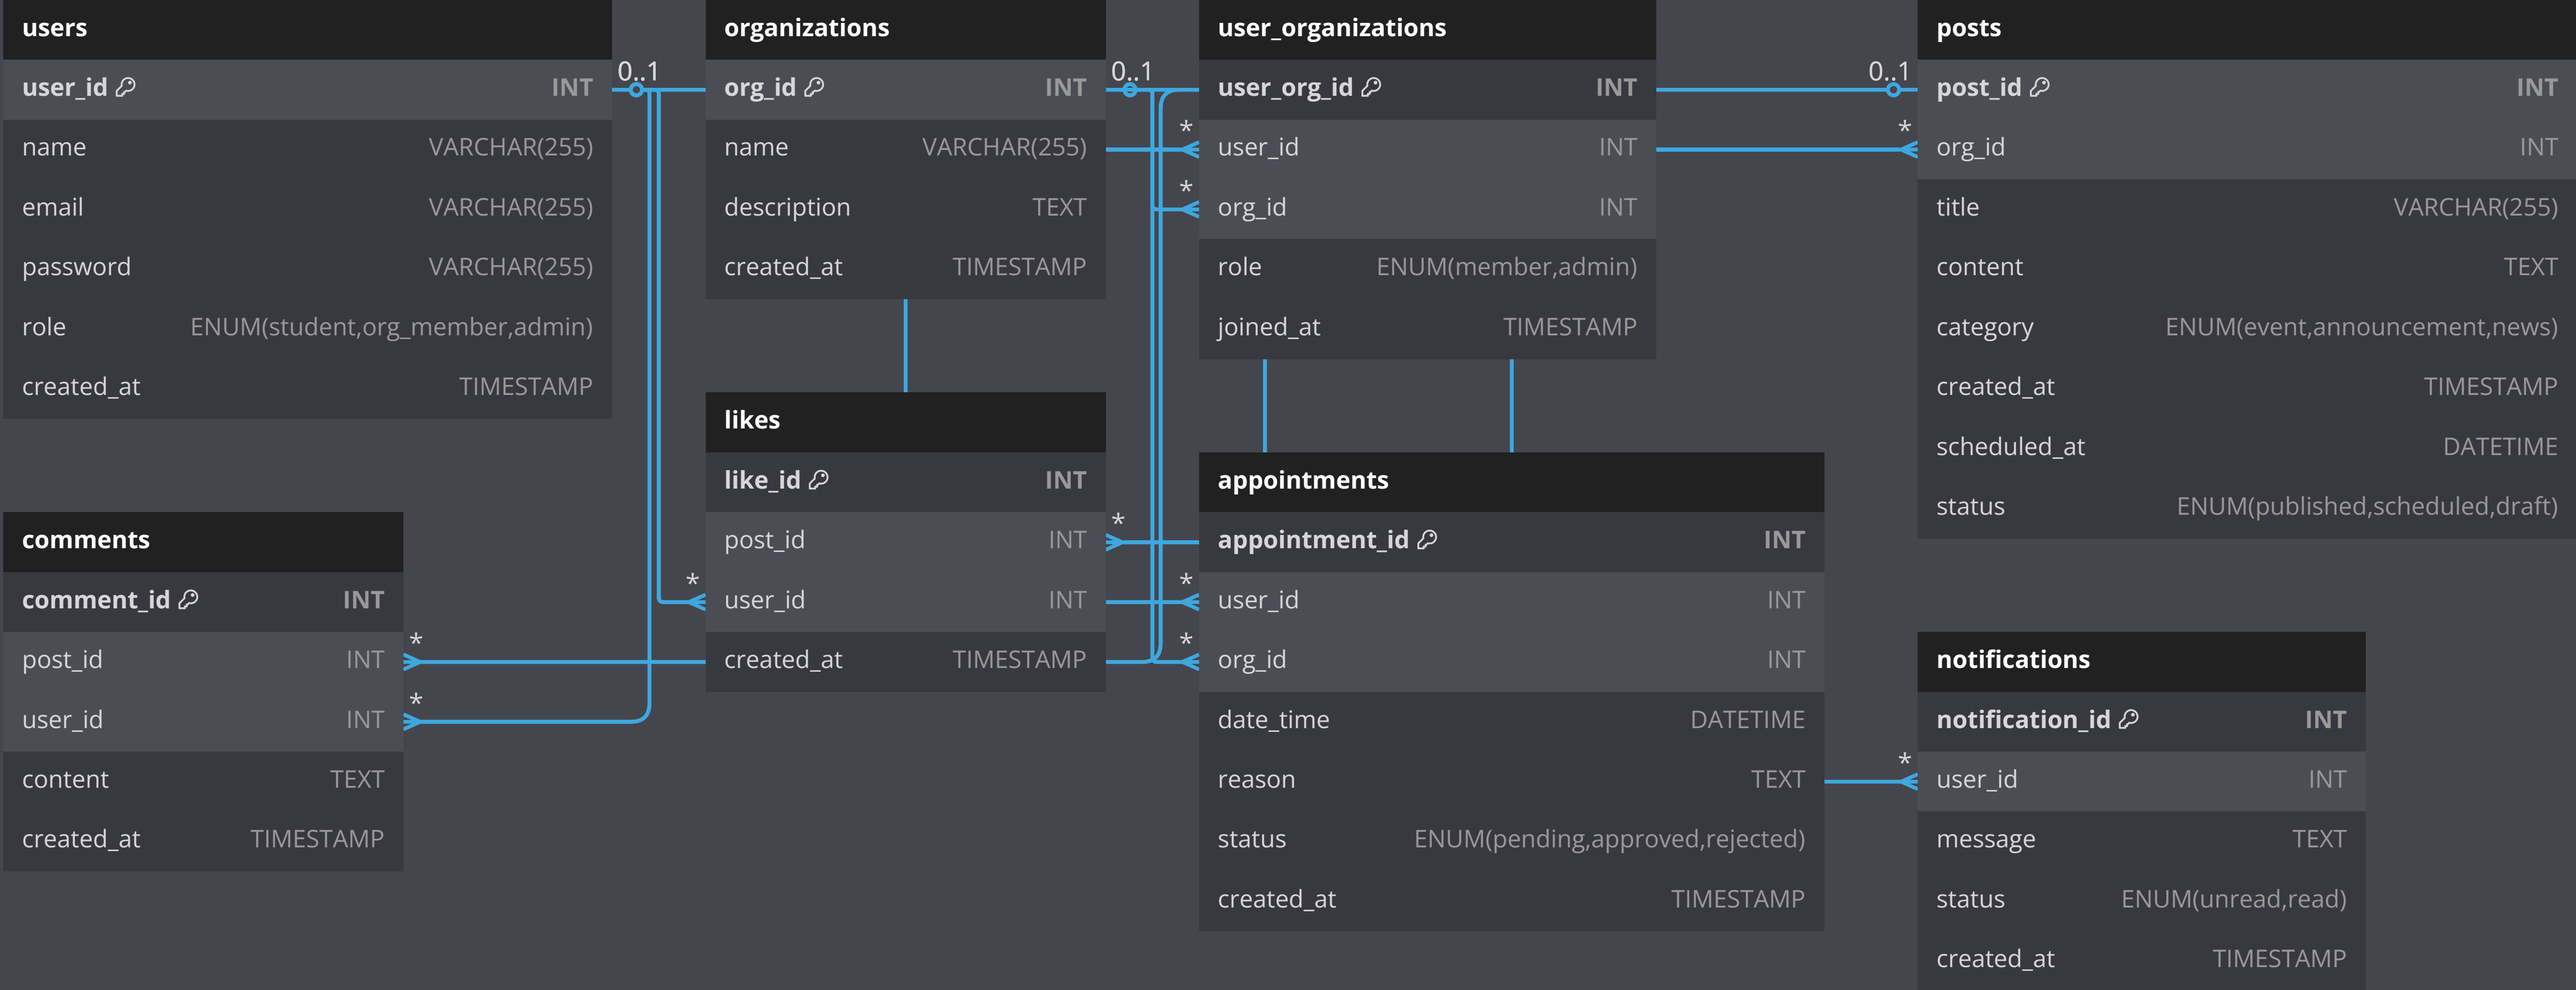 users
user_id INT
name VARCHAR(255)
email VARCHAR(255)
password VARCHAR(255)
role ENUM(student,org_member,admin)
created_at TIMESTAMP
0..1
organizations
org_id INT
name VARCHAR(255)
description TEXT
created_at TIMESTAMP
0..1
user_organizations
user_org_id INT
* user_id INT
* org_id INT
role ENUM(member,admin)
joined_at TIMESTAMP
0..1
posts
post_id INT
* org_id INT
title VARCHAR(255)
content TEXT
category ENUM(event,announcement,news)
created_at TIMESTAMP
scheduled_at DATETIME
status ENUM(published,scheduled,draft)
comments
comment_id INT
post_id INT *
user_id INT *
content TEXT
created_at TIMESTAMP
likes
like_id INT
post_id INT *
* user_id INT
created_at TIMESTAMP
appointments
appointment_id INT
* user_id INT
* org_id INT
date_time DATETIME
reason TEXT
status ENUM(pending,approved,rejected)
created_at TIMESTAMP
notifications
notification_id INT
* user_id INT
message TEXT
status ENUM(unread,read)
created_at TIMESTAMP